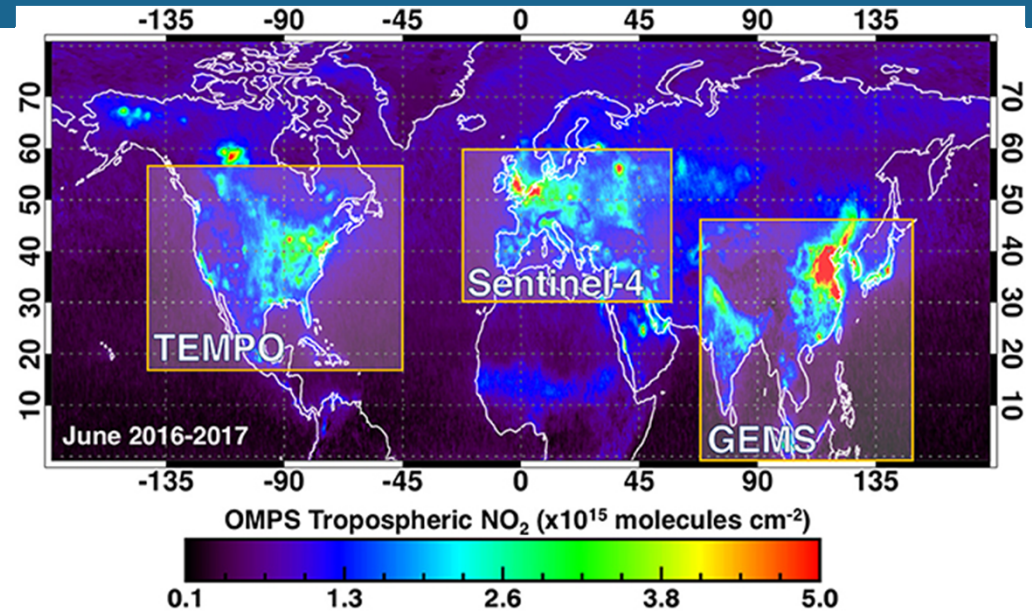 -135 -90 -45 0 45 90 135
70 70
60 60
50 50
40 40
Sentinel-4
30 30
TEMPO
20 20
10 10
June 2016-2017
GEMS
-135 -90 -45 0 45 90 135
OMPS Tropospheric NO₂ (x10¹⁵ molecules cm⁻²)
0.1 1.3 2.6 3.8 5.0